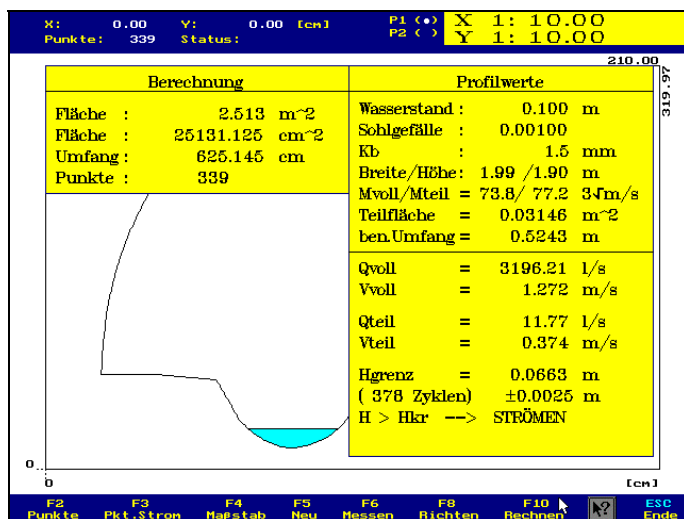 X: 0.00 Y: 0.00 [cm] P1 (•) X 1: 10.00
Punkte: 339 Status: P2 ( ) Y 1: 10.00
210.00
319.97
Berechnung
Fläche : 2.513 m^2
Fläche : 25131.125 cm^2
Umfang : 625.145 cm
Punkte : 339
Profilwerte
Wasserstand : 0.100 m
Sohlgefälle : 0.00100
Kb : 1.5 mm
Breite/Höhe: 1.99 /1.90 m
Mvoll/Mteil = 73.8/ 77.2 3√m/s
Teilfläche = 0.03146 m^2
ben.Umfang = 0.5243 m
Qvoll = 3196.21 l/s
Vvoll = 1.272 m/s
Qteil = 11.77 l/s
Vteil = 0.374 m/s
Hgrenz = 0.0663 m
( 378 Zyklen) ±0.0025 m
H > Hkr --> STRÖMEN
0
0 [cm]
F2 F3 F4 F5 F6 F8 F10 ESC
Punkte Pkt.Strom Maßstab Neu Messen Richten Rechnen ? Ende